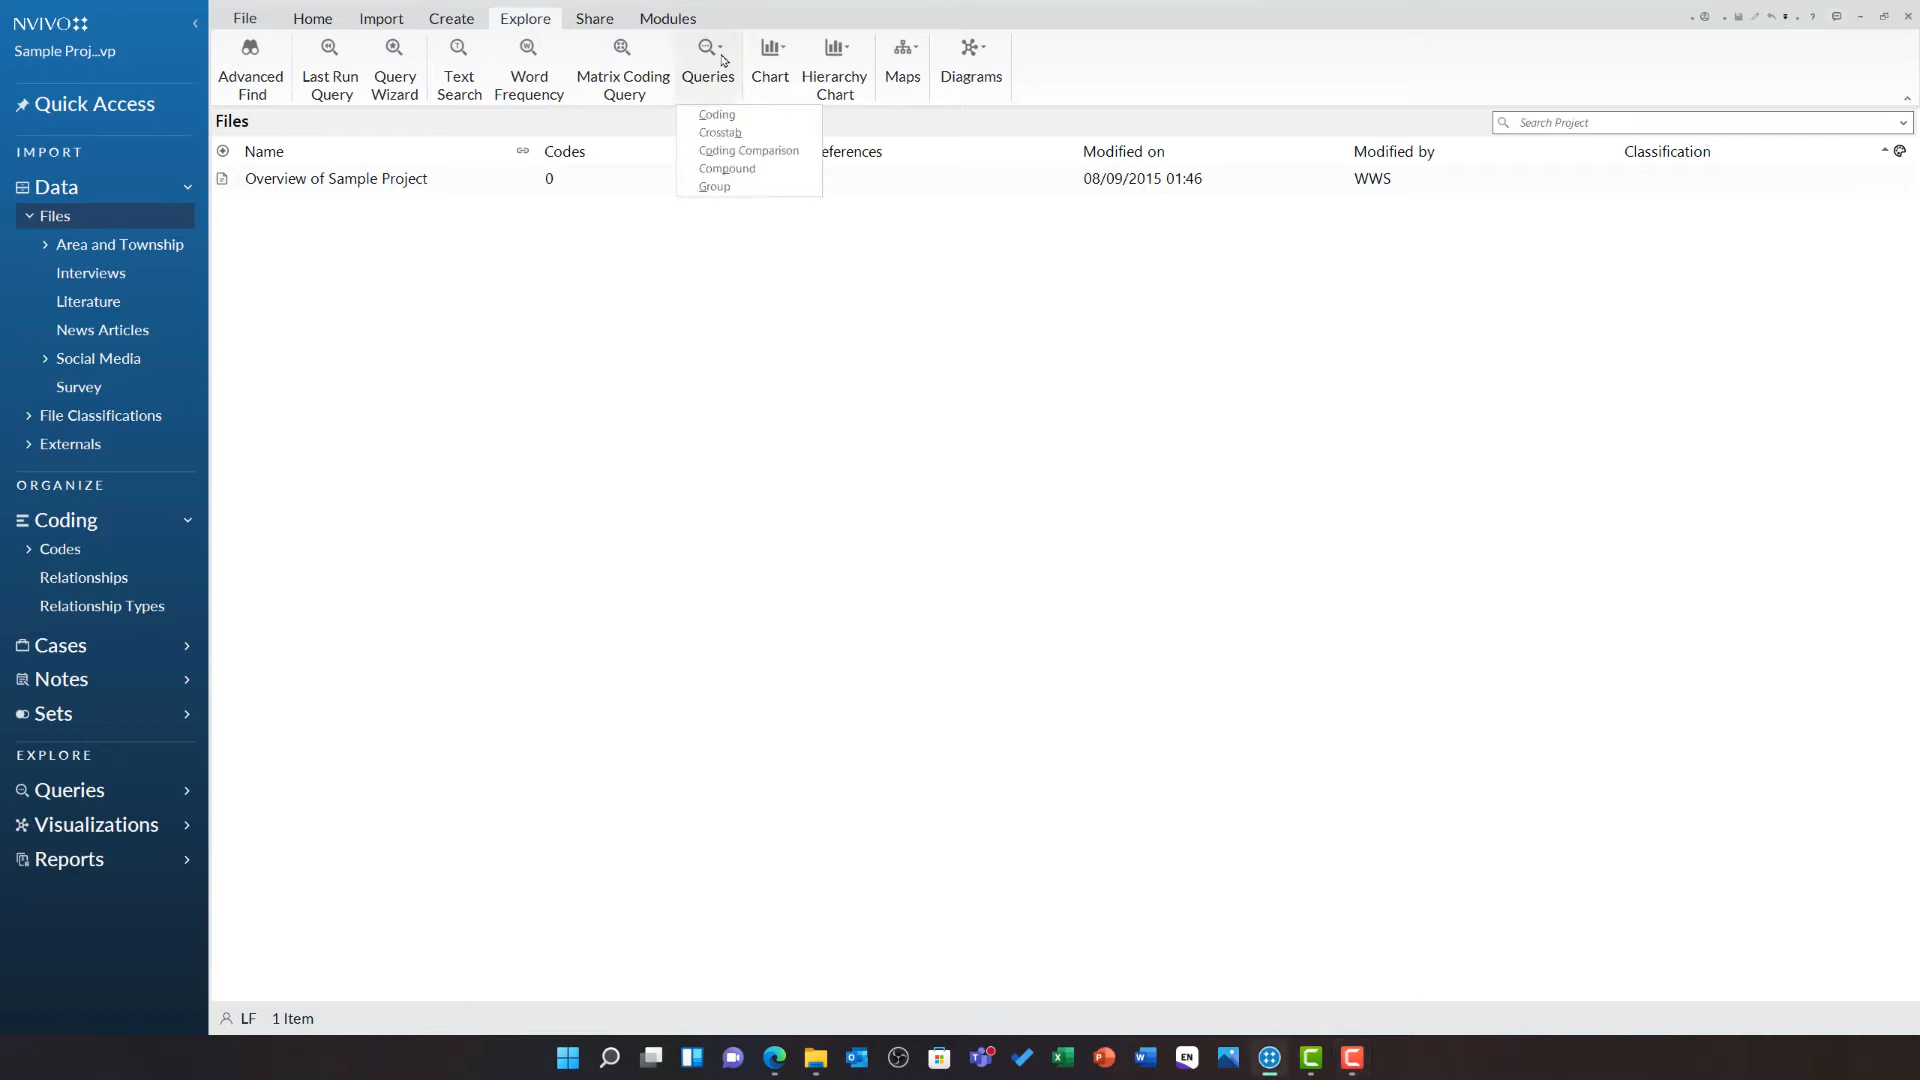 NVIVO
Sample Proj...vp
Quick Access
IMPORT
Data
Files
Area and Township
Interviews
Literature
News Articles
Social Media
Survey
File Classifications
Externals
ORGANIZE
Coding
Codes
Relationships
Relationship Types
Cases
Notes
Sets
EXPLORE
Queries
Visualizations
Reports
File Home Import Create Explore Share Modules
Advanced Find
Last Run Query
Query Wizard
Text Search
Word Frequency
Matrix Coding Query
Queries
Chart
Hierarchy Chart
Maps
Diagrams
Coding
Crosstab
Coding Comparison
Compound
Group
Files
Search Project
Name Codes eferences Modified on Modified by Classification
Overview of Sample Project 0 08/09/2015 01:46 WWS
LF 1 Item
EN